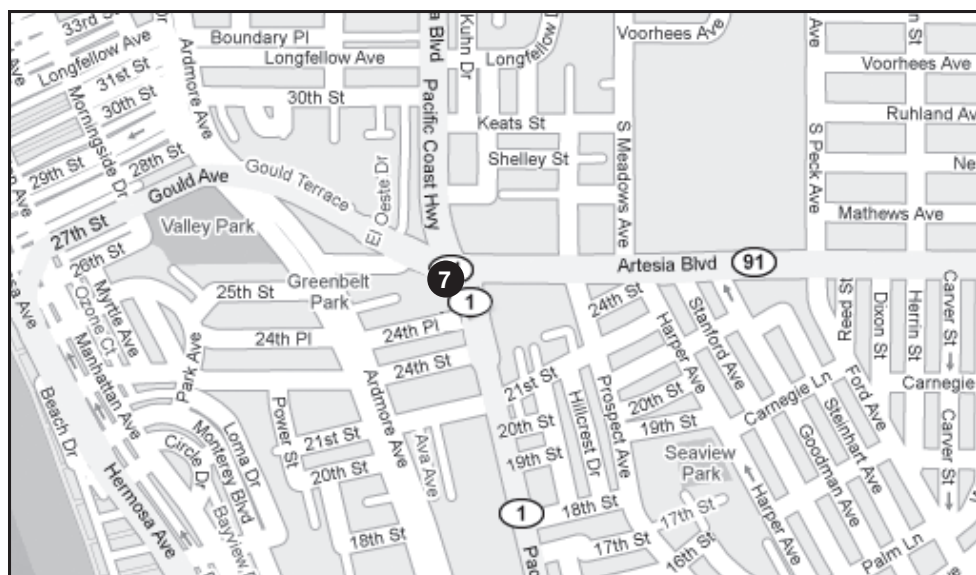 33rd St
Dr
Longfellow Ave
31st St
30th St
Morningside Dr
29th St
28th St
Ardmore Ave
Boundary Pl
Longfellow Ave
30th St
Blvd
Pacific Coast Hwy
Kuhn Dr
Longfellow
Voorhees Ave
Ave
Voorhees Ave
Keats St
Shelley St
S Meadows Ave
S Peck Ave
Ruhland
Mathews Ave
Gould Ave
Gould Terrace
El Oeste Dr
Valley Park
27th St
26th St
Ozone Ct
Myrtle Ave
Manhattan Ave
Greenbelt
Park
25th St
7
1
Artesia Blvd
91
24th Pl
24th Pl
24th St
24th St
Park Ave
Power St
Ardmore Ave
Ava Ave
21st St
20th St
18th St
Loma Dr
Monterey Blvd
Circle Dr
Bayview
Beach Dr
Hermosa Ave
21st St
20th St
19th St
Hillcrest Dr
Prospect Ave
20th St
19th St
Harper Ave
Stanford Ave
Seaview
Park
1
18th St
17th St
17th St
16th St
Harper Ave
Carnegie Ln
Goodman Ave
Steinhart Ave
Ford Ave
Palm Ln
Reed St
Dixon St
Herrin St
Carver St
Carnegie
Carver St